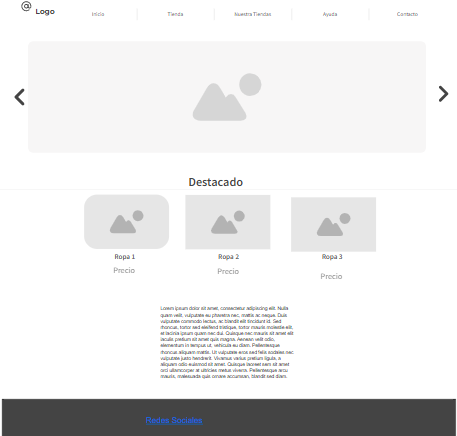 Logo
Inicio
Tienda
Nuestra Tiendas
Ayuda
Contacto
Destacado
Ropa 1
Ropa 2
Ropa 3
Precio
Precio
Precio
Lorem ipsum dolor sit amet, consectetur adipiscing elit. Nulla
quam velit, vulputate eu pharetra nec, mattis ac neque. Duis
vulputate commodo lectus, ac blandit elit tincidunt id. Sed
rhoncus, tortor sed eleifend tristique, tortor mauris molestie elit,
et lacinia ipsum quam nec dui. Quisque nec mauris sit amet elit
iaculis pretium sit amet quis magna. Aenean velit odio,
elementum in tempus ut, vehicula eu diam. Pellentesque
rhoncus aliquam mattis. Ut vulputate eros sed felis sodales nec
vulputate justo hendrerit. Vivamus varius pretium ligula, a
aliquam odio euismod sit amet. Quisque laoreet sem sit amet
orci ullamcorper at ultricies metus viverra. Pellentesque arcu
mauris, malesuada quis ornare accumsan, blandit sed diam.
Redes Sociales